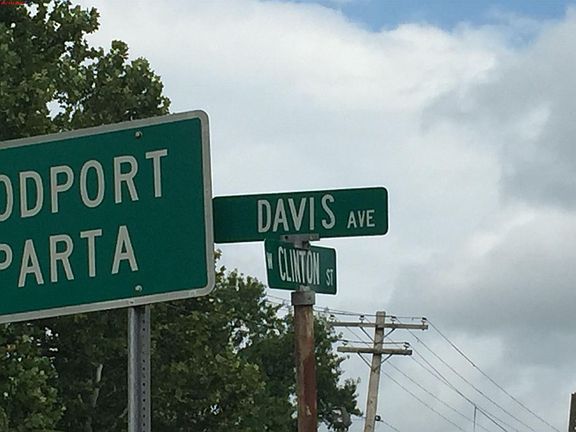 ODPORT
PARTA
DAVIS AVE
W CLINTON ST